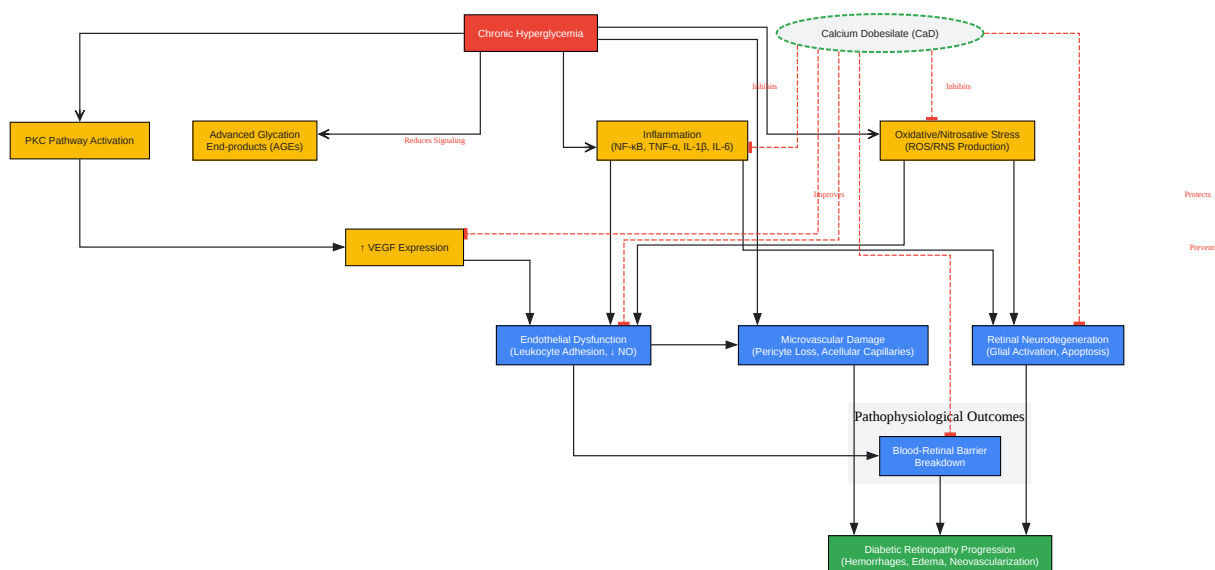 Chronic Hyperglycemia
Calcium Dobesilate (CaD)
Inhibits
Inhibits
PKC Pathway Activation
Advanced Glycation
End-products (AGEs)
Reduces Signaling
Inflammation
(NF-κB, TNF-α, IL-1β, IL-6)
Oxidative/Nitrosative Stress
(ROS/RNS Production)
Improves
Protects
↑ VEGF Expression
Prevent
Endothelial Dysfunction
(Leukocyte Adhesion, ↓ NO)
Microvascular Damage
(Pericyte Loss, Acellular Capillaries)
Retinal Neurodegeneration
(Glial Activation, Apoptosis)
Pathophysiological Outcomes
Blood-Retinal Barrier
Breakdown
Diabetic Retinopathy Progression
(Hemorrhages, Edema, Neovascularization)